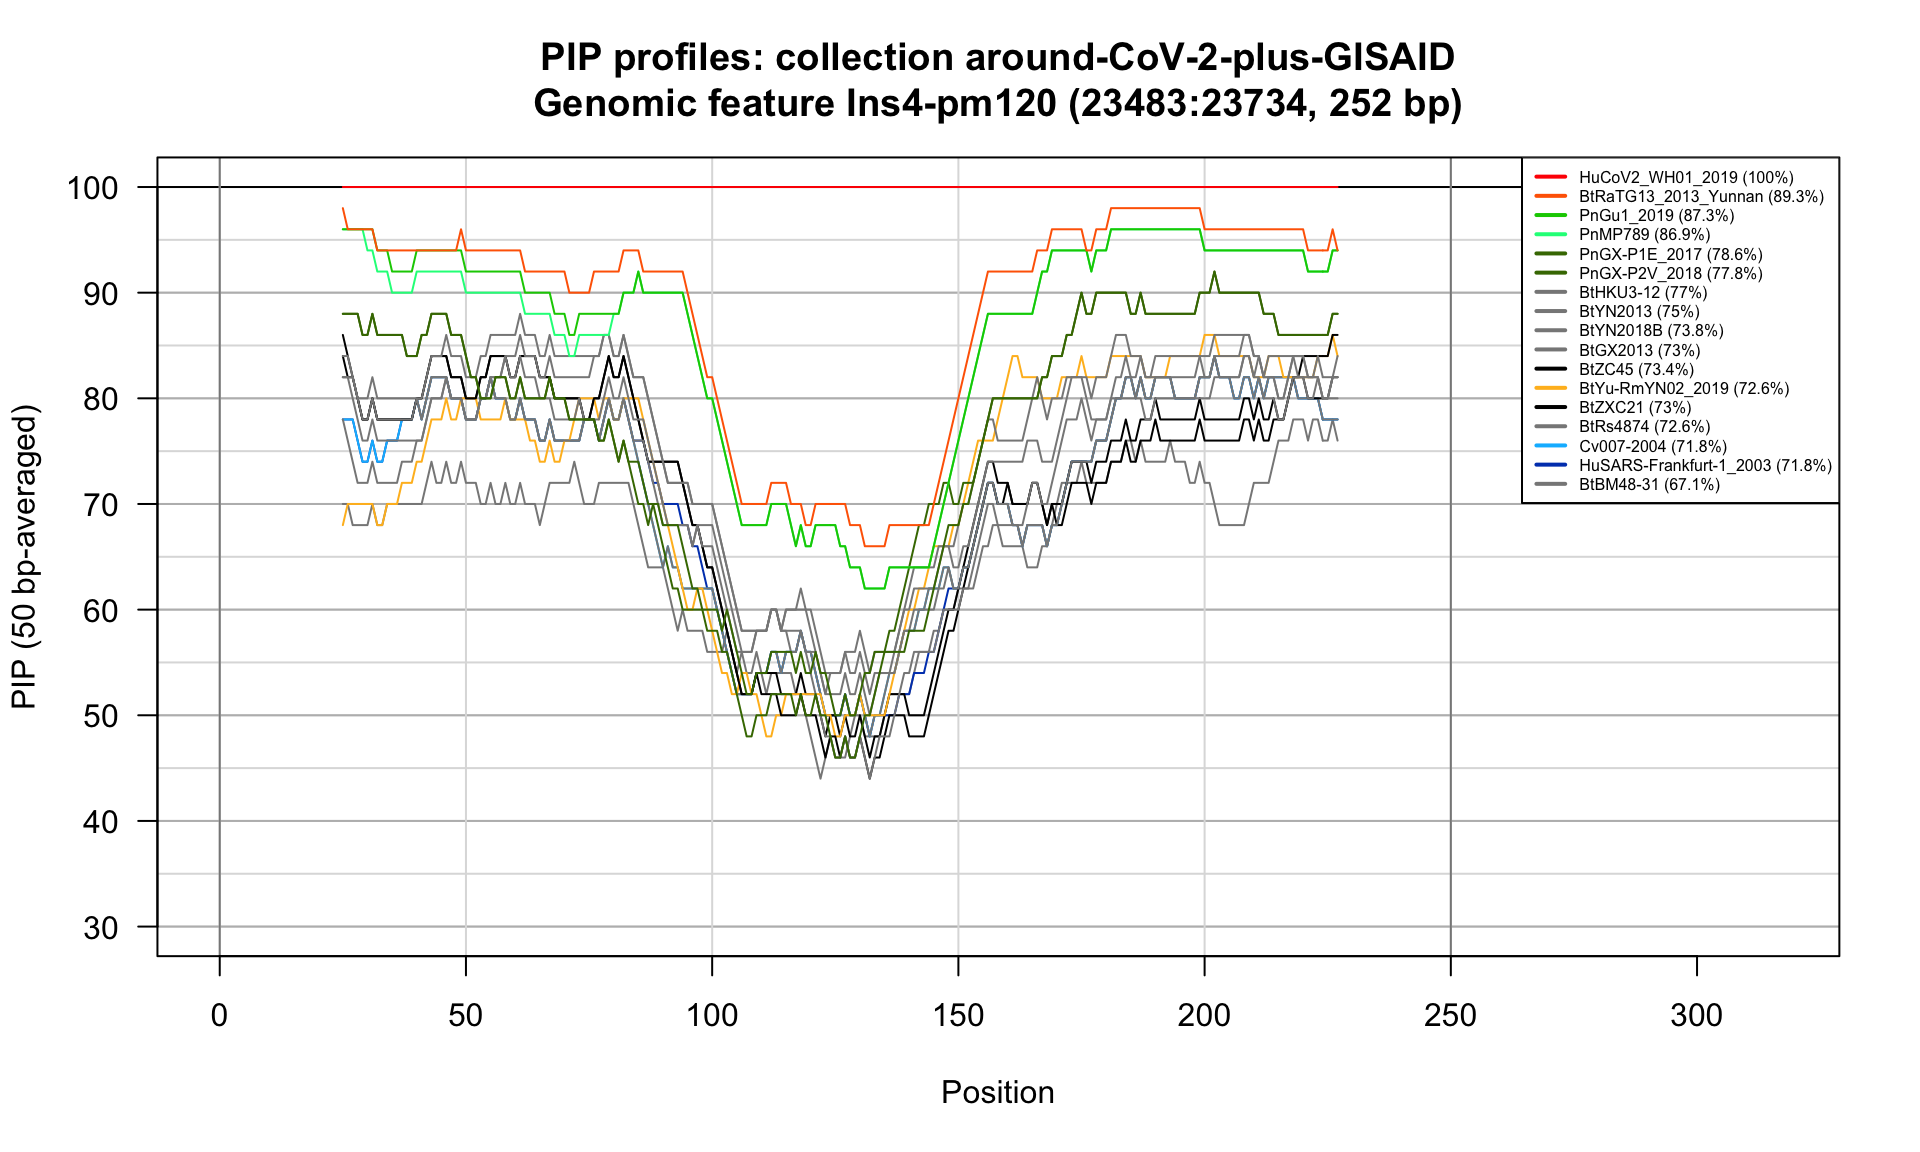 PIP profiles: collection around-CoV-2-plus-GISAID
Genomic feature Ins4-pm120 (23483:23734, 252 bp)
PIP (50 bp-averaged)
100
90
80
70
60
50
40
30
HuCoV2_WH01_2019 (100%)
BtRaTG13_2013_Yunnan (89.3%)
PnGu1_2019 (87.3%)
PnMP789 (86.9%)
PnGX-P1E_2017 (78.6%)
PnGX-P2V_2018 (77.8%)
BtHKU3-12 (77%)
BtYN2013 (75%)
BtYN2018B (73.8%)
BtGX2013 (73%)
BtZC45 (73.4%)
BtYu-RmYN02_2019 (72.6%)
BtZXC21 (73%)
BtRs4874 (72.6%)
Cv007-2004 (71.8%)
HuSARS-Frankfurt-1_2003 (71.8%)
BtBM48-31 (67.1%)
0 50 100 150 200 250 300
Position